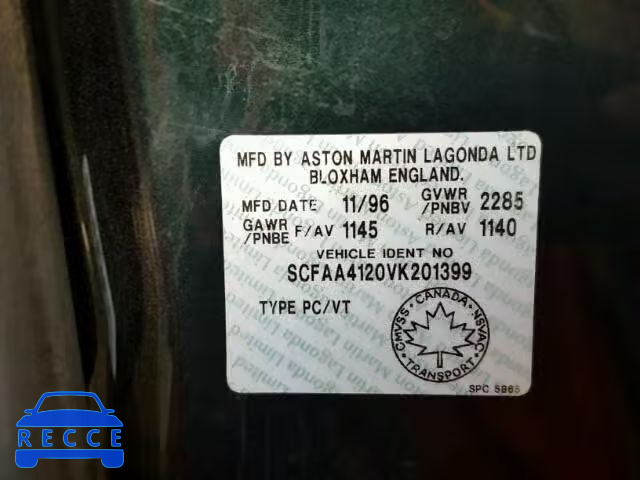 MFD BY ASTON MARTIN LAGONDA LTD
BLOXHAM ENGLAND.
MFD DATE 11/96 GVWR /PNBV 2285
GAWR /PNBE F/AV 1145 R/AV 1140
VEHICLE IDENT NO
SCFAA4120VK201399
TYPE PC/VT
CANADA
CMVSS
NSVAC
TRANSPORT
SPC 5965
RECCE